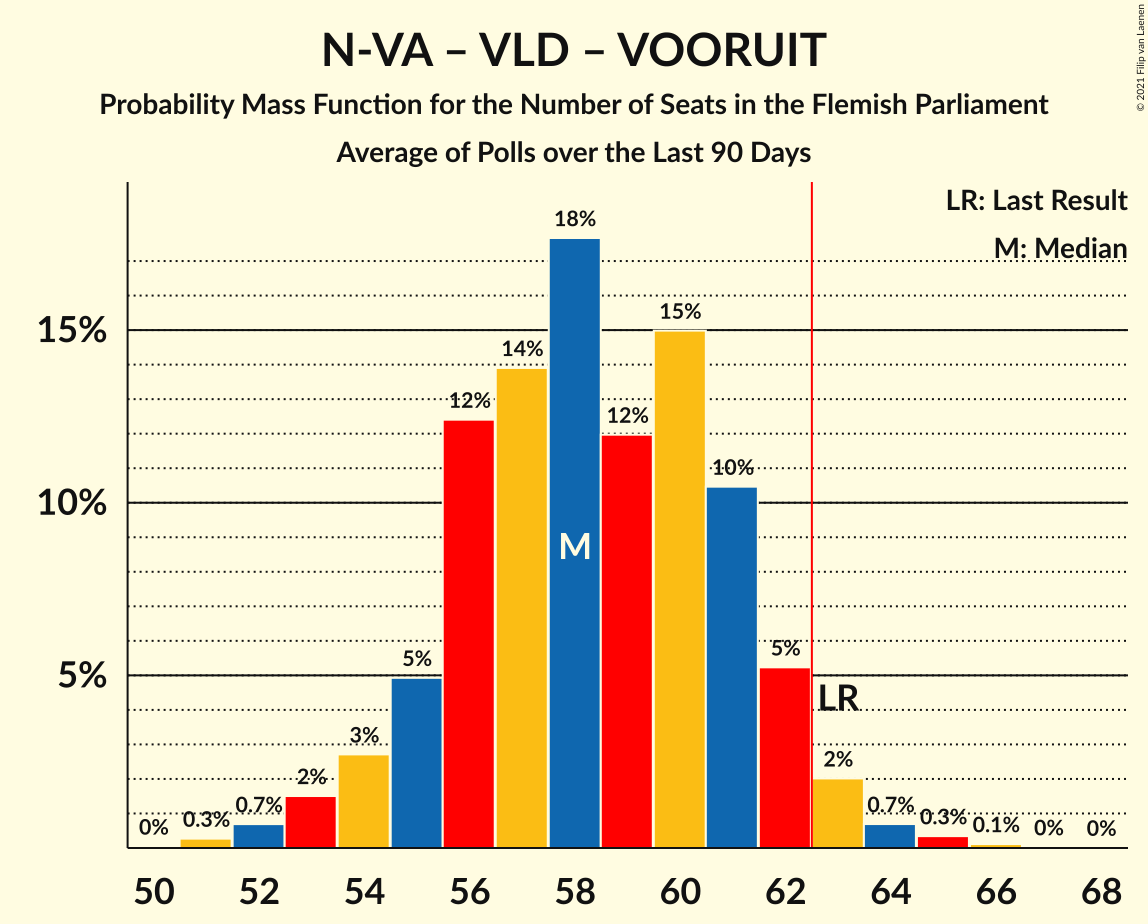 N-VA – VLD – VOORUIT
Probability Mass Function for the Number of Seats in the Flemish Parliament
Average of Polls over the Last 90 Days
© 2021 Filip van Laenen
LR: Last Result
M: Median
18%
15%
15%
14%
12%
12%
10%
10%
M
5%
5%
5%
LR
3%
2%
2%
0.7%
0.7%
0.3%
0.3%
0.1%
0%
0%
0%
50 52 54 56 58 60 62 64 66 68